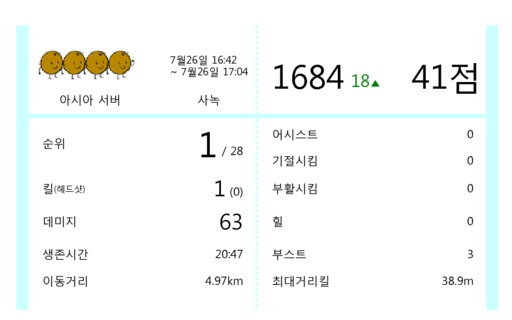 7월26일 16:42
~ 7월26일 17:04
아시아 서버
사녹
1684 18▲ 41점
순위 1 / 28
킬(헤드샷) 1 (0)
데미지 63
생존시간 20:47
이동거리 4.97km
어시스트 0
기절시킴 0
부활시킴 0
힐 0
부스트 3
최대거리킬 38.9m